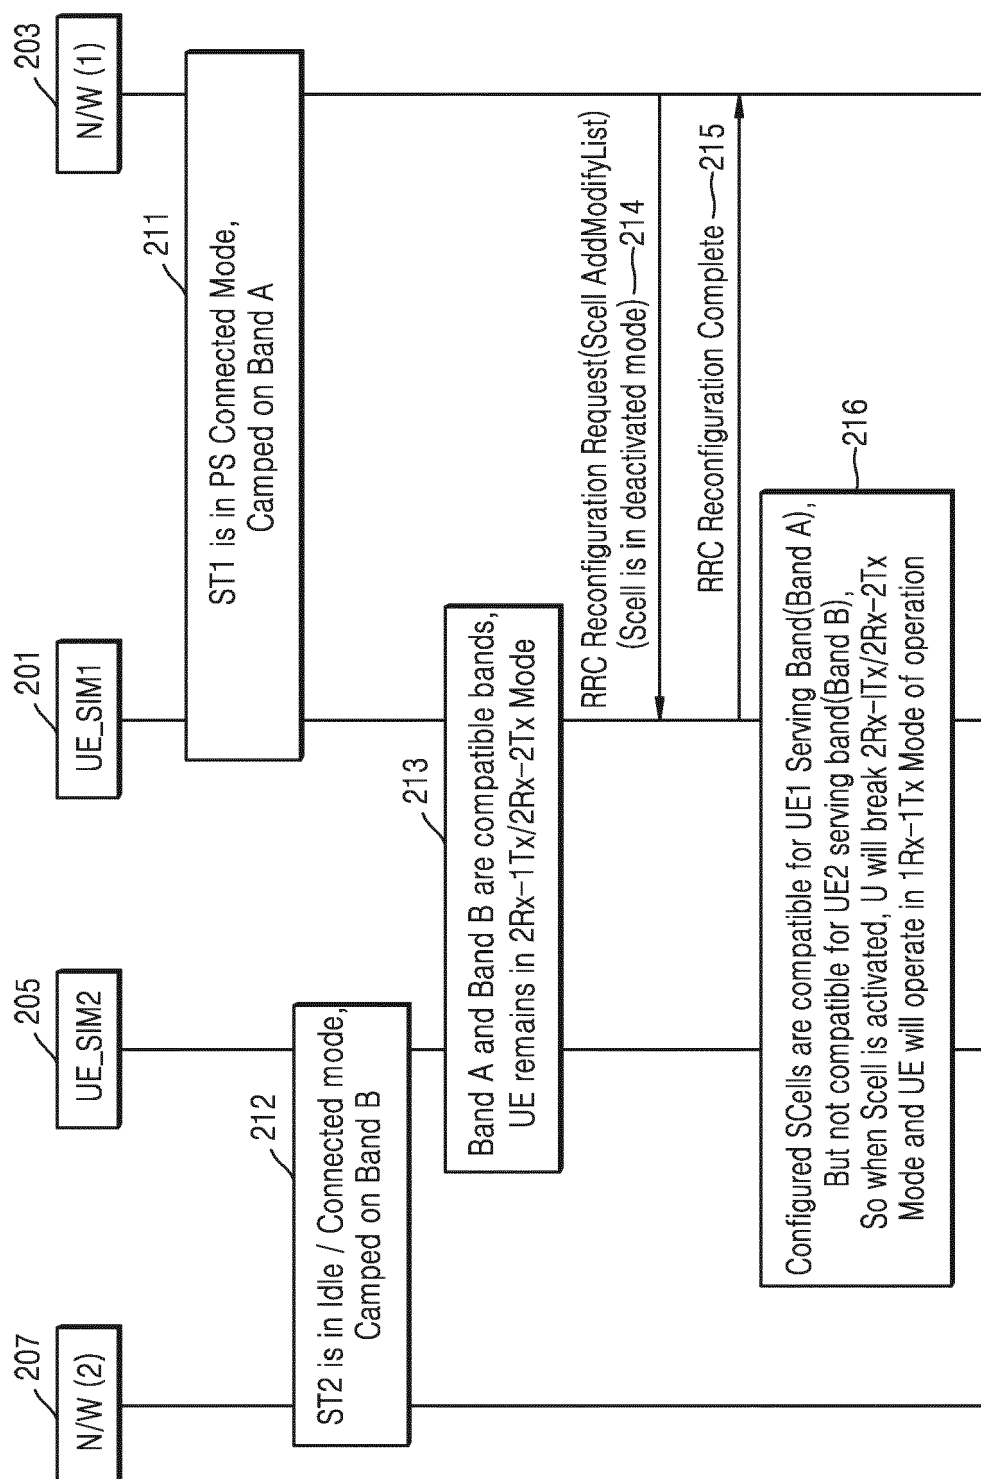 207
205
201
203
N/W (2)
UE_SIM2
UE_SIM1
N/W (1)
211
ST1 is in PS Connected Mode,
Camped on Band A
212
ST2 is in Idle / Connected mode,
Camped on Band B
213
Band A and Band B are compatible bands,
UE remains in 2Rx–1Tx/2Rx–2Tx Mode
RRC Reconfiguration Request(Scell AddModifyList)
(Scell is in deactivated mode) 214
RRC Reconfiguration Complete 215
216
Configured SCells are compatible for UE1 Serving Band(Band A),
But not compatible for UE2 serving band(Band B),
So when Scell is activated, U will break 2Rx–ITx/2Rx–2Tx
Mode and UE will operate in 1Rx–1Tx Mode of operation